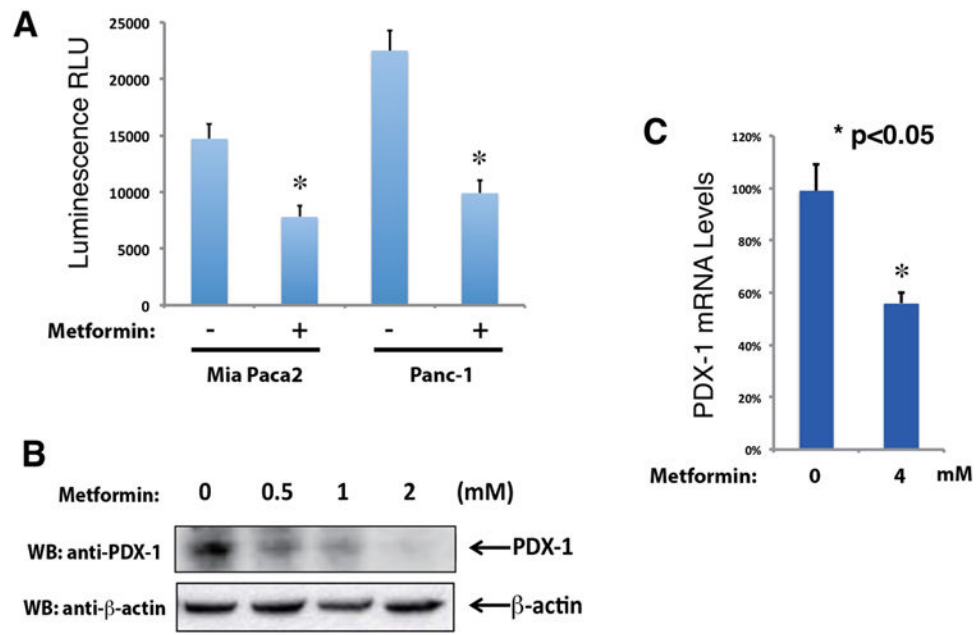 A
Luminescence RLU
25000
20000
15000
10000
5000
0
*
*
Metformin: - + - +
Mia Paca2 Panc-1
B
Metformin: 0 0.5 1 2 (mM)
WB: anti-PDX-1 ←PDX-1
WB: anti-β-actin ←β-actin
C
* p<0.05
PDX-1 mRNA Levels
120%
100%
80%
60%
40%
20%
0%
*
Metformin: 0 4 mM